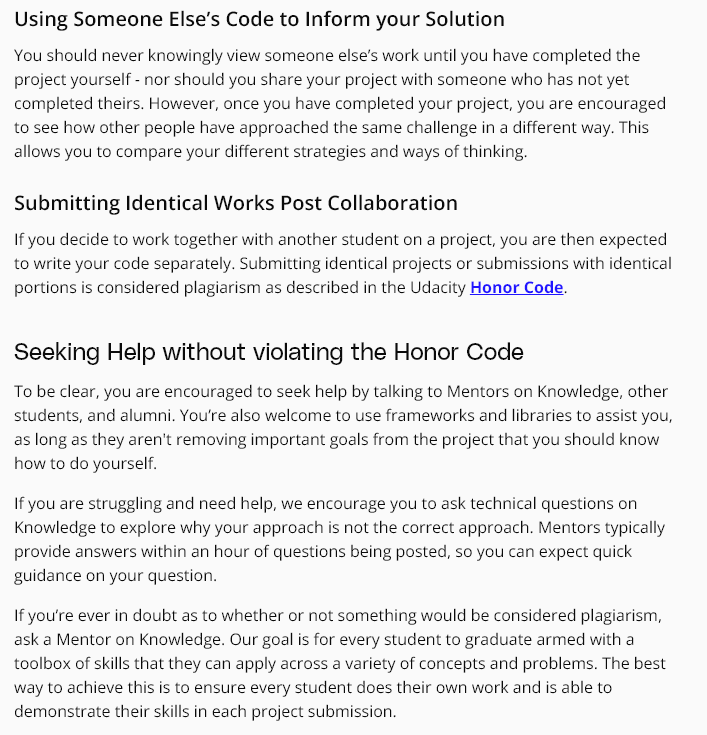 Using Someone Else’s Code to Inform your Solution
You should never knowingly view someone else’s work until you have completed the
project yourself - nor should you share your project with someone who has not yet
completed theirs. However, once you have completed your project, you are encouraged
to see how other people have approached the same challenge in a different way. This
allows you to compare your different strategies and ways of thinking.
Submitting Identical Works Post Collaboration
If you decide to work together with another student on a project, you are then expected
to write your code separately. Submitting identical projects or submissions with identical
portions is considered plagiarism as described in the Udacity Honor Code.
Seeking Help without violating the Honor Code
To be clear, you are encouraged to seek help by talking to Mentors on Knowledge, other
students, and alumni. You’re also welcome to use frameworks and libraries to assist you,
as long as they aren't removing important goals from the project that you should know
how to do yourself.
If you are struggling and need help, we encourage you to ask technical questions on
Knowledge to explore why your approach is not the correct approach. Mentors typically
provide answers within an hour of questions being posted, so you can expect quick
guidance on your question.
If you’re ever in doubt as to whether or not something would be considered plagiarism,
ask a Mentor on Knowledge. Our goal is for every student to graduate armed with a
toolbox of skills that they can apply across a variety of concepts and problems. The best
way to achieve this is to ensure every student does their own work and is able to
demonstrate their skills in each project submission.